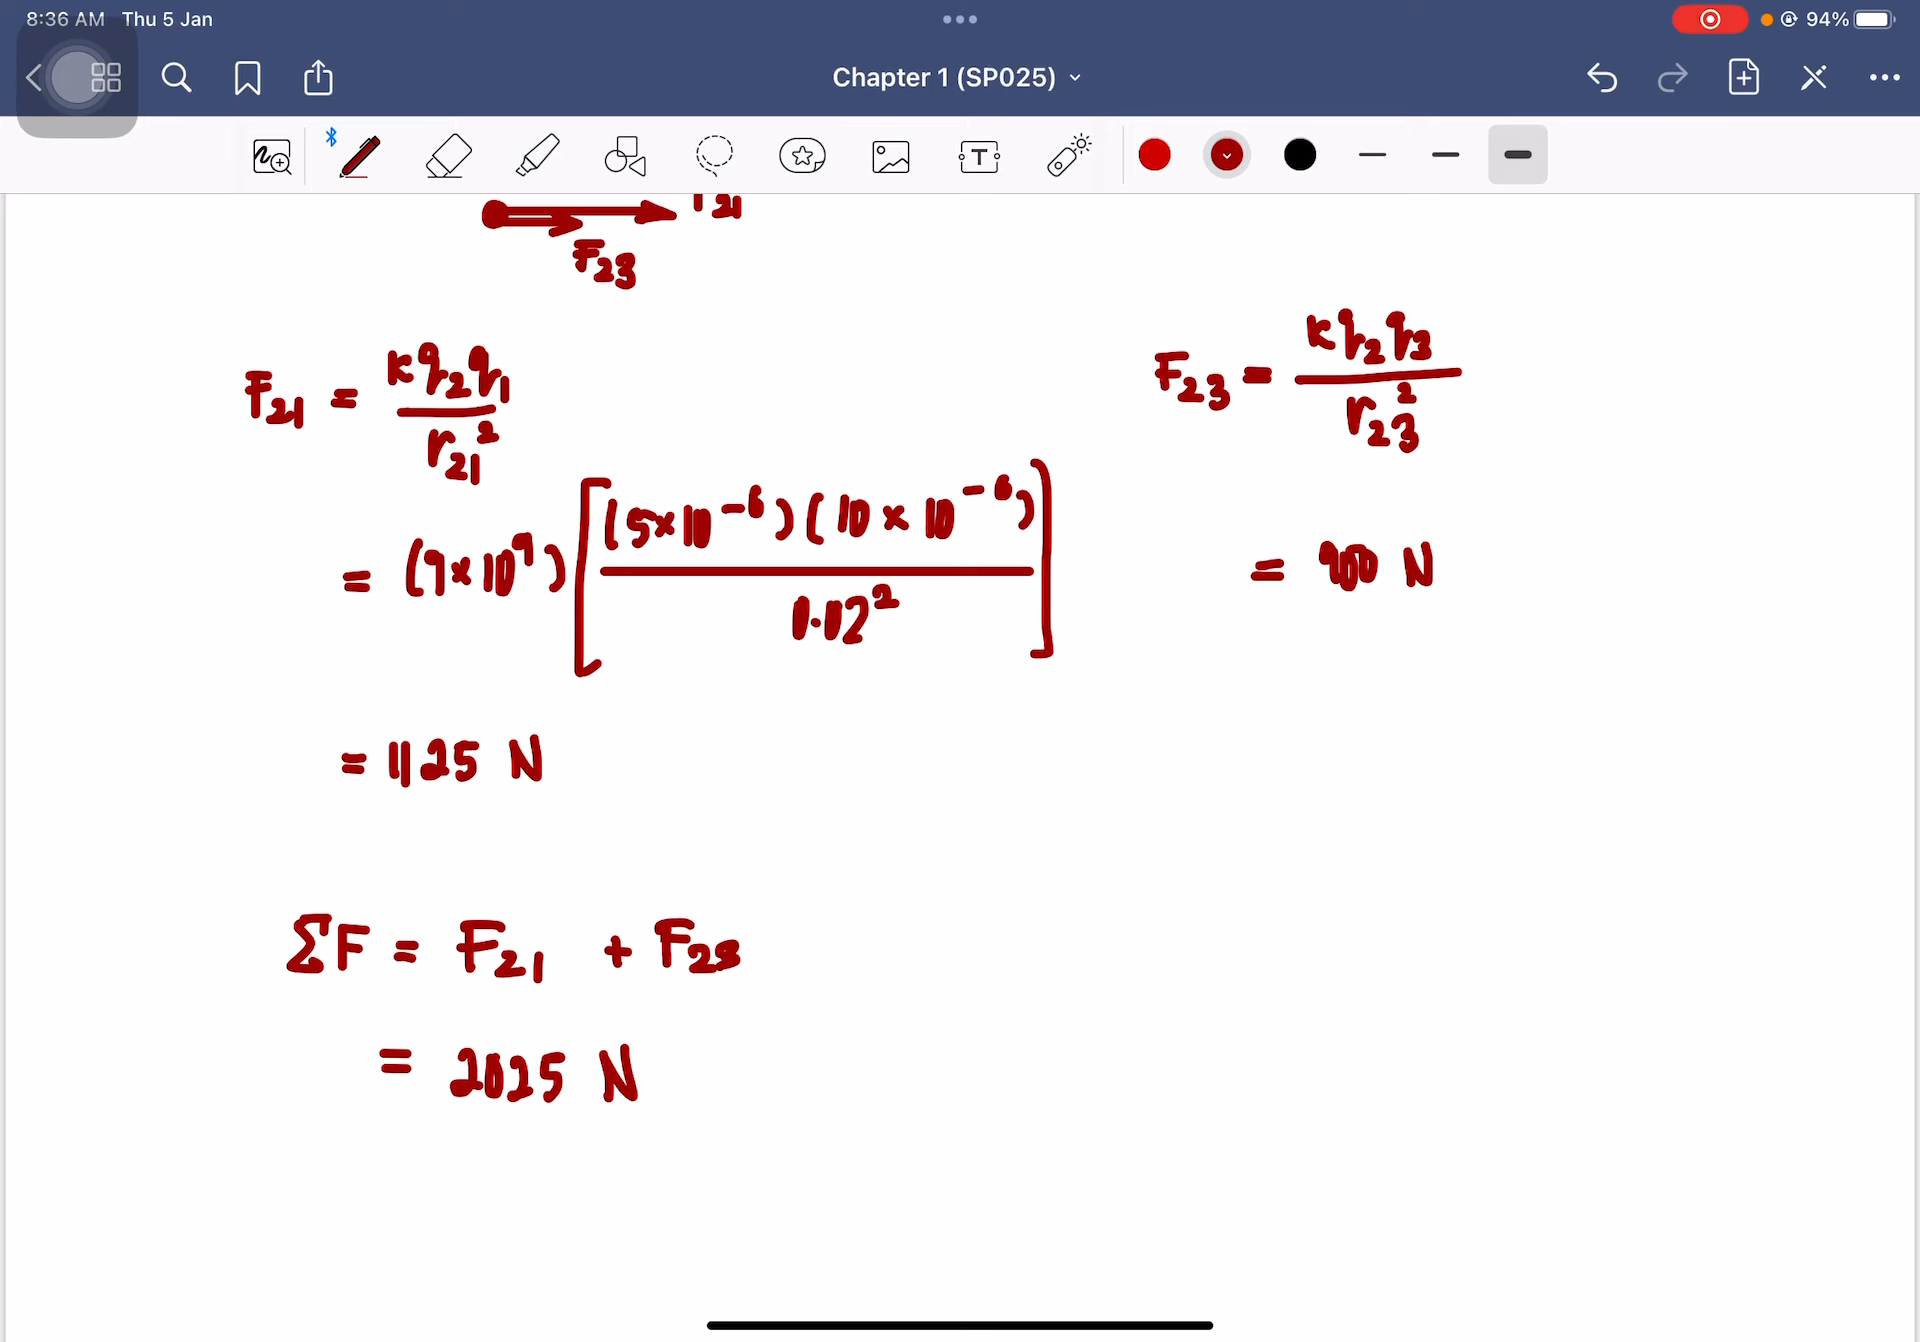 8:36 AM Thu 5 Jan
94%
Chapter 1 (SP025)
T
F₂₁
F₂₃
F₂₁ = kq₂q₁ / r₂₁²
F₂₃ = kq₂q₃ / r₂₃²
= (9×10⁹) [(5×10⁻⁶)(10×10⁻⁶) / 0.02²]
= 900 N
= 1125 N
ΣF = F₂₁ + F₂₃
= 2025 N